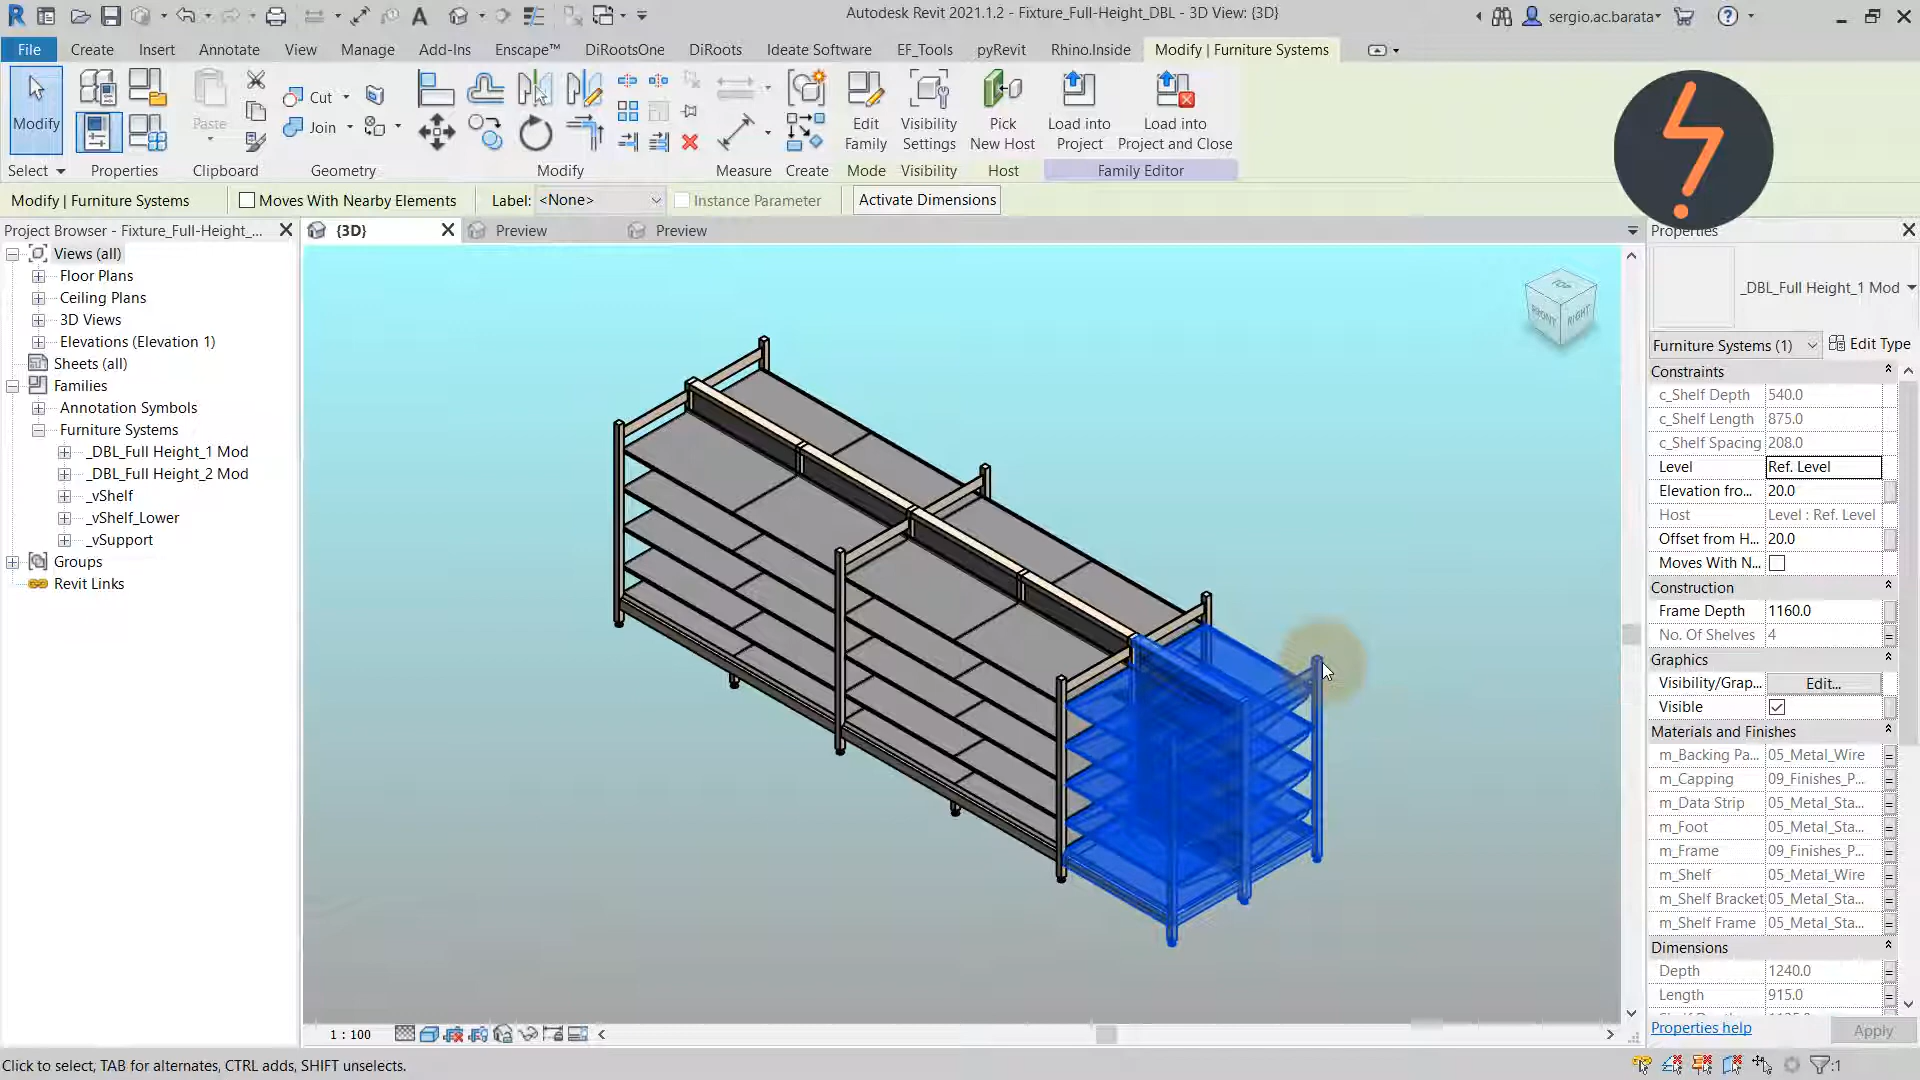 Autodesk Revit 2021.1.2 - Fixture_Full-Height_DBL - 3D View: {3D}
sergio.ac.barata
File Create Insert Annotate View Manage Add-Ins Enscape™ DiRootsOne DiRoots Ideate Software EF_Tools pyRevit Rhino.Inside Modify | Furniture Systems
Modify Paste Cut Join Edit Family Visibility Settings Pick New Host Load into Project Load into Project and Close
Select Properties Clipboard Geometry Modify Measure Create Mode Visibility Host Family Editor
Modify | Furniture Systems Moves With Nearby Elements Label: <None> Instance Parameter Activate Dimensions
Project Browser - Fixture_Full-Height_...
{3D} Preview Preview
Views (all)
Floor Plans
Ceiling Plans
3D Views
Elevations (Elevation 1)
Sheets (all)
Families
Annotation Symbols
Furniture Systems
_DBL_Full Height_1 Mod
_DBL_Full Height_2 Mod
_vShelf
_vShelf_Lower
_vSupport
Groups
Revit Links
TOP
FRONT RIGHT
Properties
_DBL_Full Height_1 Mod
Furniture Systems (1) Edit Type
Constraints
c_Shelf Depth 540.0
c_Shelf Length 875.0
c_Shelf Spacing 208.0
Level Ref. Level
Elevation fro... 20.0
Host Level : Ref. Level
Offset from H... 20.0
Moves With N...
Construction
Frame Depth 1160.0
No. Of Shelves 4
Graphics
Visibility/Grap... Edit...
Visible
Materials and Finishes
m_Backing Pa... 05_Metal_Wire
m_Capping 09_Finishes_P...
m_Data Strip 05_Metal_Sta...
m_Foot 05_Metal_Sta...
m_Frame 09_Finishes_P...
m_Shelf 05_Metal_Wire
m_Shelf Bracket 05_Metal_Sta...
m_Shelf Frame 05_Metal_Sta...
Dimensions
Depth 1240.0
Length 915.0
Properties help Apply
1 : 100
Click to select, TAB for alternates, CTRL adds, SHIFT unselects.
:1